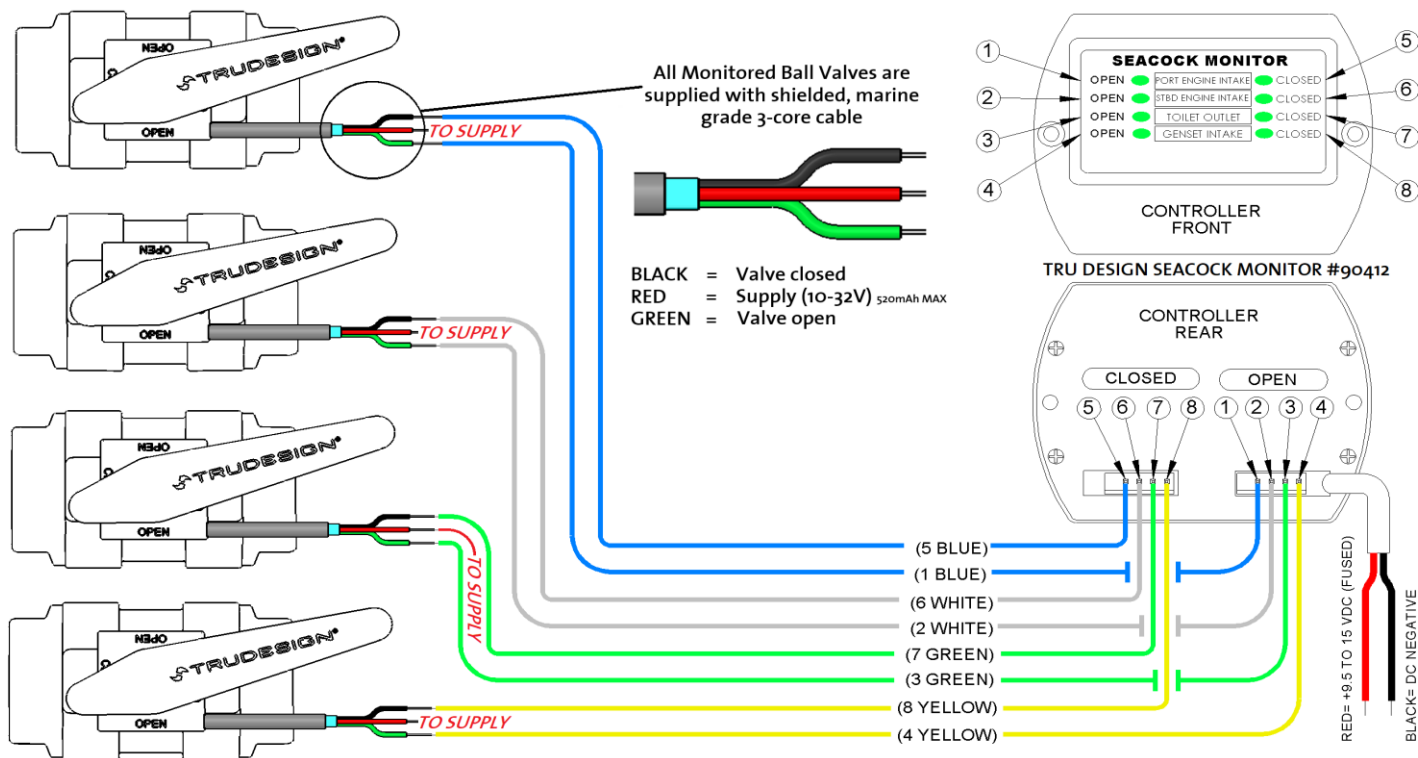 OPEN
TRUDESIGN®
OPEN
TO SUPPLY
OPEN
TRUDESIGN®
OPEN
TO SUPPLY
OPEN
TRUDESIGN®
OPEN
TO SUPPLY
OPEN
TRUDESIGN®
OPEN
TO SUPPLY
All Monitored Ball Valves are
supplied with shielded, marine
grade 3-core cable
BLACK = Valve closed
RED = Supply (10-32V) 520mAh MAX
GREEN = Valve open
SEACOCK MONITOR
1 OPEN PORT ENGINE INTAKE CLOSED 5
2 OPEN STBD ENGINE INTAKE CLOSED 6
3 OPEN TOILET OUTLET CLOSED 7
4 OPEN GENSET INTAKE CLOSED 8
CONTROLLER
FRONT
TRU DESIGN SEACOCK MONITOR #90412
CONTROLLER
REAR
CLOSED OPEN
5 6 7 8 1 2 3 4
(5 BLUE)
(1 BLUE)
(6 WHITE)
(2 WHITE)
(7 GREEN)
(3 GREEN)
(8 YELLOW)
(4 YELLOW)
RED= +9.5 TO 15 VDC (FUSED)
BLACK= DC NEGATIVE